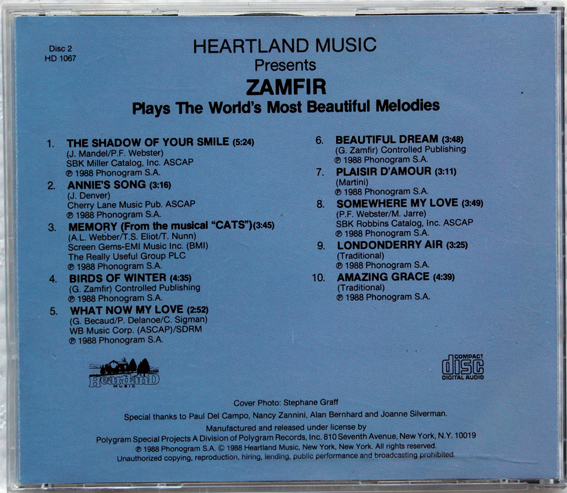 Disc 2
HD 1067
HEARTLAND MUSIC
Presents
ZAMFIR
Plays The World's Most Beautiful Melodies
1. THE SHADOW OF YOUR SMILE (5:24)
(J. Mandel/P.F. Webster)
SBK Miller Catalog, Inc. ASCAP
℗ 1988 Phonogram S.A.
2. ANNIE'S SONG (3:16)
(J. Denver)
Cherry Lane Music Pub. ASCAP
℗ 1988 Phonogram S.A.
3. MEMORY (From the musical "CATS")(3:45)
(A.L. Webber/T.S. Eliot/T. Nunn)
Screen Gems-EMI Music Inc. (BMI)
The Really Useful Group PLC
℗ 1988 Phonogram S.A.
4. BIRDS OF WINTER (4:35)
(G. Zamfir) Controlled Publishing
℗ 1988 Phonogram S.A.
5. WHAT NOW MY LOVE (2:52)
(G. Becaud/P. Delanoe/C. Sigman)
WB Music Corp. (ASCAP)/SDRM
℗ 1988 Phonogram S.A.
6. BEAUTIFUL DREAM (3:48)
(G. Zamfir) Controlled Publishing
℗ 1988 Phonogram S.A.
7. PLAISIR D'AMOUR (3:11)
(Martini)
℗ 1988 Phonogram S.A.
8. SOMEWHERE MY LOVE (3:49)
(P.F. Webster/M. Jarre)
SBK Robbins Catalog, Inc. ASCAP
℗ 1988 Phonogram S.A.
9. LONDONDERRY AIR (3:25)
(Traditional)
℗ 1988 Phonogram S.A.
10. AMAZING GRACE (4:39)
(Traditional)
℗ 1988 Phonogram S.A.
HEARTLAND
MUSIC
COMPACT
disc
DIGITAL AUDIO
Cover Photo: Stephane Graff
Special thanks to Paul Del Campo, Nancy Zannini, Alan Bernhard and Joanne Silverman.
Manufactured and released under license by
Polygram Special Projects A Division of Polygram Records, Inc. 810 Seventh Avenue, New York, N.Y. 10019
℗ 1988 Phonogram S.A. © 1988 Heartland Music, New York, New York. All rights reserved.
Unauthorized copying, reproduction, hiring, lending, public performance and broadcasting prohibited.